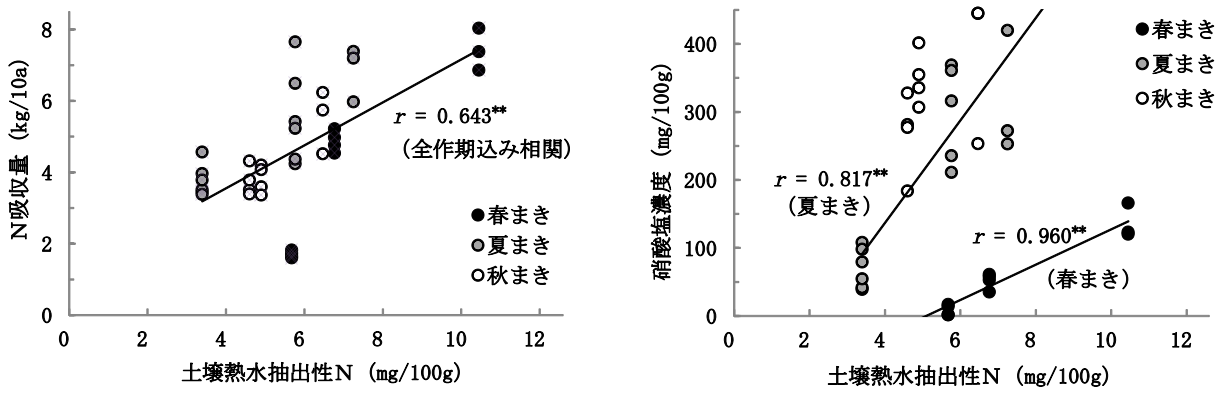 8
6
4
2
0
0 2 4 6 8 10 12
N吸収量 (kg/10a)
土壌熱水抽出性N (mg/100g)
r = 0.643**
(全作期込み相関)
春まき
夏まき
秋まき
400
300
200
100
0
0 2 4 6 8 10 12
硝酸塩濃度 (mg/100g)
土壌熱水抽出性N (mg/100g)
春まき
夏まき
秋まき
r = 0.817**
(夏まき)
r = 0.960**
(春まき)